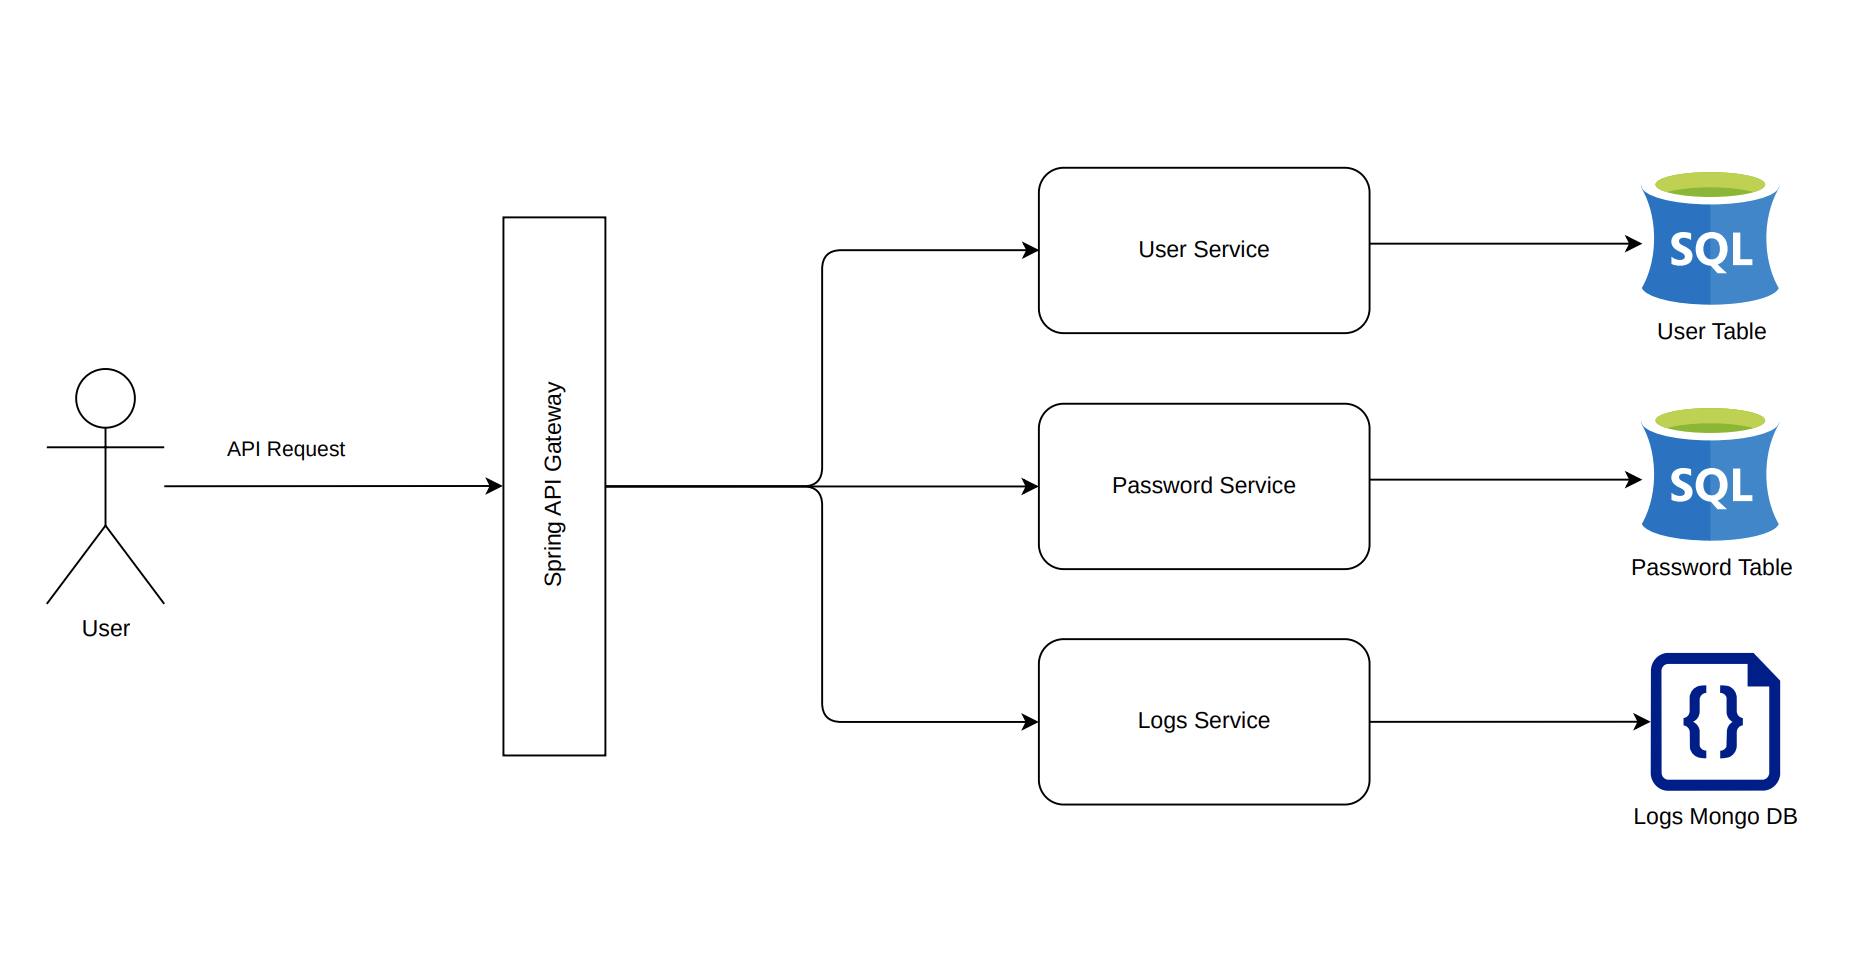 User Service
SQL
User Table
API Request
Spring API Gateway
Password Service
SQL
Password Table
User
Logs Service
{ }
Logs Mongo DB